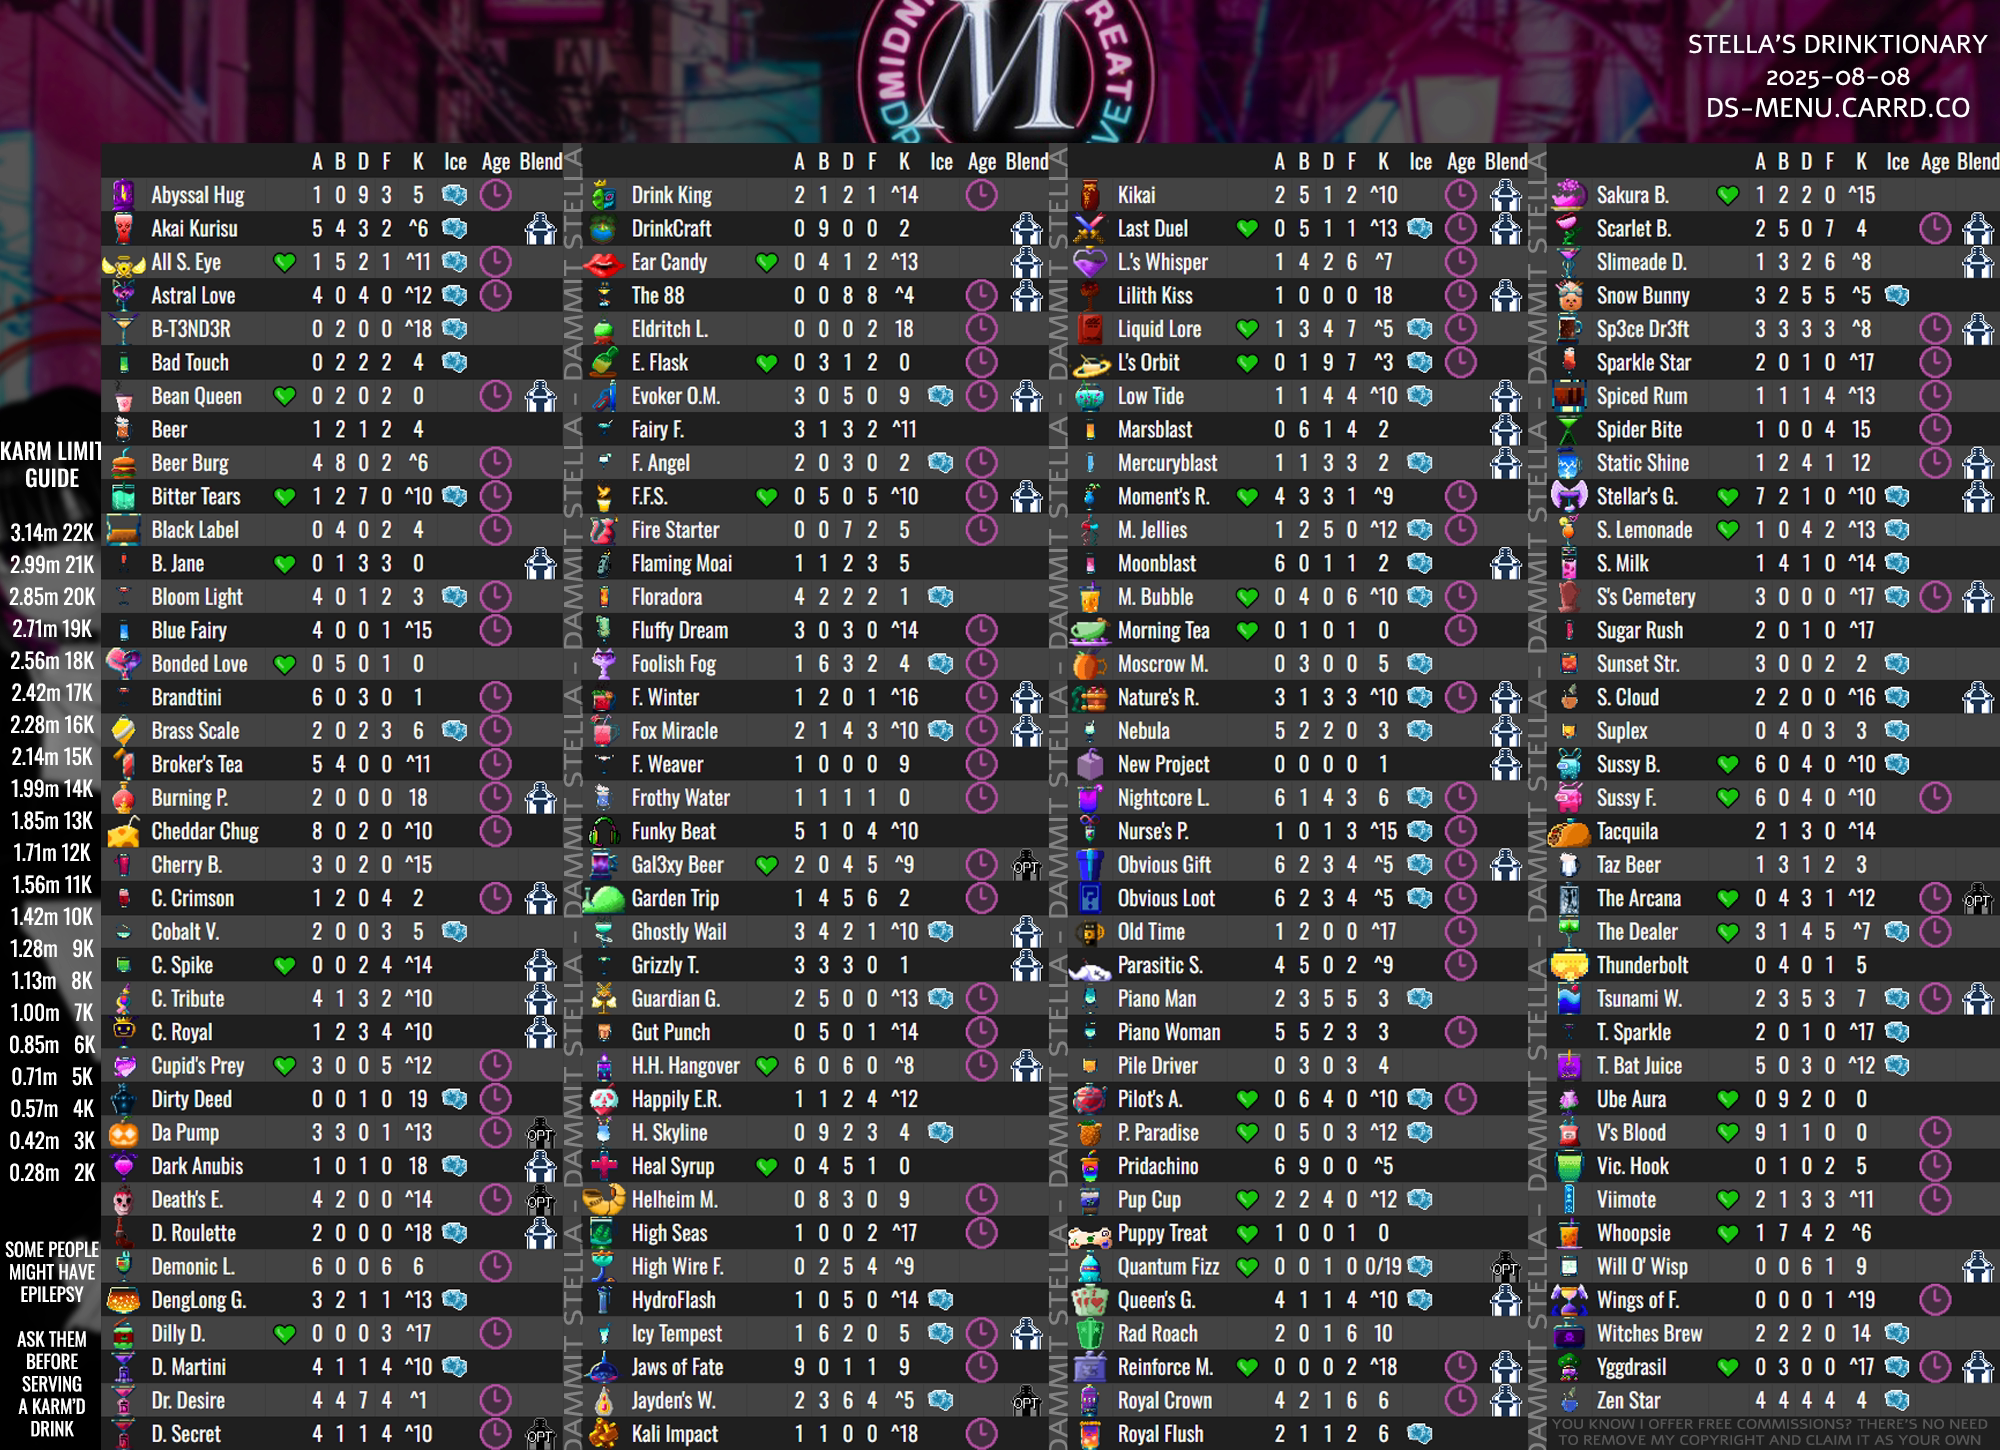 MIDNI
REAT
DR
IVE
M
STELLA'S DRINKTIONARY
2025-08-08
DS-MENU.CARRD.CO
KARM LIMIT
GUIDE
3.14m 22K
2.99m 21K
2.85m 20K
2.71m 19K
2.56m 18K
2.42m 17K
2.28m 16K
2.14m 15K
1.99m 14K
1.85m 13K
1.71m 12K
1.56m 11K
1.42m 10K
1.28m 9K
1.13m 8K
1.00m 7K
0.85m 6K
0.71m 5K
0.57m 4K
0.42m 3K
0.28m 2K
SOME PEOPLE
MIGHT HAVE
EPILEPSY
ASK THEM
BEFORE
SERVING
A KARM'D
DRINK
A B D F K Ice Age Blend
Abyssal Hug 1 0 9 3 5
Akai Kurisu 5 4 3 2 ^6
All S. Eye 1 5 2 1 ^11
Astral Love 4 0 4 0 ^12
B-T3ND3R 0 2 0 0 ^18
Bad Touch 0 2 2 2 4
Bean Queen 0 2 0 2 0
Beer 1 2 1 2 4
Beer Burg 4 8 0 2 ^6
Bitter Tears 1 2 7 0 ^10
Black Label 0 4 0 2 4
B. Jane 0 1 3 3 0
Bloom Light 4 0 1 2 3
Blue Fairy 4 0 0 1 ^15
Bonded Love 0 5 0 1 0
Brandtini 6 0 3 0 1
Brass Scale 2 0 2 3 6
Broker's Tea 5 4 0 0 ^11
Burning P. 2 0 0 0 18
Cheddar Chug 8 0 2 0 ^10
Cherry B. 3 0 2 0 ^15
C. Crimson 1 2 0 4 2
Cobalt V. 2 0 0 3 5
C. Spike 0 0 2 4 ^14
C. Tribute 4 1 3 2 ^10
C. Royal 1 2 3 4 ^10
Cupid's Prey 3 0 0 5 ^12
Dirty Deed 0 0 1 0 19
Da Pump 3 3 0 1 ^13 OPT
Dark Anubis 1 0 1 0 18
Death's E. 4 2 0 0 ^14 OPT
D. Roulette 2 0 0 0 ^18
Demonic L. 6 0 0 6 6
DengLong G. 3 2 1 1 ^13
Dilly D. 0 0 0 3 ^17
D. Martini 4 1 1 4 ^10
Dr. Desire 4 4 7 4 ^1
D. Secret 4 1 1 4 ^10 OPT
DAMMIT STELLA - DAMMIT STELLA - DAMMIT STELLA - DAMMIT STELLA
A B D F K Ice Age Blend
Drink King 2 1 2 1 ^14
DrinkCraft 0 9 0 0 2
Ear Candy 0 4 1 2 ^13
The 88 0 0 8 8 ^4
Eldritch L. 0 0 0 2 18
E. Flask 0 3 1 2 0
Evoker O.M. 3 0 5 0 9
Fairy F. 3 1 3 2 ^11
F. Angel 2 0 3 0 2
F.F.S. 0 5 0 5 ^10
Fire Starter 0 0 7 2 5
Flaming Moai 1 1 2 3 5
Floradora 4 2 2 2 1
Fluffy Dream 3 0 3 0 ^14
Foolish Fog 1 6 3 2 4
F. Winter 1 2 0 1 ^16
Fox Miracle 2 1 4 3 ^10
F. Weaver 1 0 0 0 9
Frothy Water 1 1 1 1 0
Funky Beat 5 1 0 4 ^10
Gal3xy Beer 2 0 4 5 ^9 OPT
Garden Trip 1 4 5 6 2
Ghostly Wail 3 4 2 1 ^10
Grizzly T. 3 3 3 0 1
Guardian G. 2 5 0 0 ^13
Gut Punch 0 5 0 1 ^14
H.H. Hangover 6 0 6 0 ^8
Happily E.R. 1 1 2 4 ^12
H. Skyline 0 9 2 3 4
Heal Syrup 0 4 5 1 0
Helheim M. 0 8 3 0 9
High Seas 1 0 0 2 ^17
High Wire F. 0 2 5 4 ^9
HydroFlash 1 0 5 0 ^14
Icy Tempest 1 6 2 0 5
Jaws of Fate 9 0 1 1 9
Jayden's W. 2 3 6 4 ^5 OPT
Kali Impact 1 1 0 0 ^18
DAMMIT STELLA - DAMMIT STELLA - DAMMIT STELLA - DAMMIT STELLA
A B D F K Ice Age Blend
Kikai 2 5 1 2 ^10
Last Duel 0 5 1 1 ^13
L.'s Whisper 1 4 2 6 ^7
Lilith Kiss 1 0 0 0 18
Liquid Lore 1 3 4 7 ^5
L's Orbit 0 1 9 7 ^3
Low Tide 1 1 4 4 ^10
Marsblast 0 6 1 4 2
Mercuryblast 1 1 3 3 2
Moment's R. 4 3 3 1 ^9
M. Jellies 1 2 5 0 ^12
Moonblast 6 0 1 1 2
M. Bubble 0 4 0 6 ^10
Morning Tea 0 1 0 1 0
Moscrow M. 0 3 0 0 5
Nature's R. 3 1 3 3 ^10
Nebula 5 2 2 0 3
New Project 0 0 0 0 1
Nightcore L. 6 1 4 3 6
Nurse's P. 1 0 1 3 ^15
Obvious Gift 6 2 3 4 ^5
Obvious Loot 6 2 3 4 ^5
Old Time 1 2 0 0 ^17
Parasitic S. 4 5 0 2 ^9
Piano Man 2 3 5 5 3
Piano Woman 5 5 2 3 3
Pile Driver 0 3 0 3 4
Pilot's A. 0 6 4 0 ^10
P. Paradise 0 5 0 3 ^12
Pridachino 6 9 0 0 ^5
Pup Cup 2 2 4 0 ^12
Puppy Treat 1 0 0 1 0
Quantum Fizz 0 0 1 0 0/19 OPT
Queen's G. 4 1 1 4 ^10
Rad Roach 2 0 1 6 10
Reinforce M. 0 0 0 2 ^18
Royal Crown 4 2 1 6 6
Royal Flush 2 1 1 2 6
DAMMIT STELLA - DAMMIT STELLA - DAMMIT STELLA - DAMMIT STELLA
A B D F K Ice Age Blend
Sakura B. 1 2 2 0 ^15
Scarlet B. 2 5 0 7 4
Slimeade D. 1 3 2 6 ^8
Snow Bunny 3 2 5 5 ^5
Sp3ce Dr3ft 3 3 3 3 ^8
Sparkle Star 2 0 1 0 ^17
Spiced Rum 1 1 1 4 ^13
Spider Bite 1 0 0 4 15
Static Shine 1 2 4 1 12
Stellar's G. 7 2 1 0 ^10
S. Lemonade 1 0 4 2 ^13
S. Milk 1 4 1 0 ^14
S's Cemetery 3 0 0 0 ^17
Sugar Rush 2 0 1 0 ^17
Sunset Str. 3 0 0 2 2
S. Cloud 2 2 0 0 ^16
Suplex 0 4 0 3 3
Sussy B. 6 0 4 0 ^10
Sussy F. 6 0 4 0 ^10
Tacquila 2 1 3 0 ^14
Taz Beer 1 3 1 2 3
The Arcana 0 4 3 1 ^12 OPT
The Dealer 3 1 4 5 ^7
Thunderbolt 0 4 0 1 5
Tsunami W. 2 3 5 3 7
T. Sparkle 2 0 1 0 ^17
T. Bat Juice 5 0 3 0 ^12
Ube Aura 0 9 2 0 0
V's Blood 9 1 1 0 0
Vic. Hook 0 1 0 2 5
Viimote 2 1 3 3 ^11
Whoopsie 1 7 4 2 ^6
Will O' Wisp 0 0 6 1 9
Wings of F. 0 0 0 1 ^19
Witches Brew 2 2 2 0 14
Yggdrasil 0 3 0 0 ^17
Zen Star 4 4 4 4 4
YOU KNOW I OFFER FREE COMMISSIONS? THERE'S NO NEED
TO REMOVE MY COPYRIGHT AND CLAIM IT AS YOUR OWN